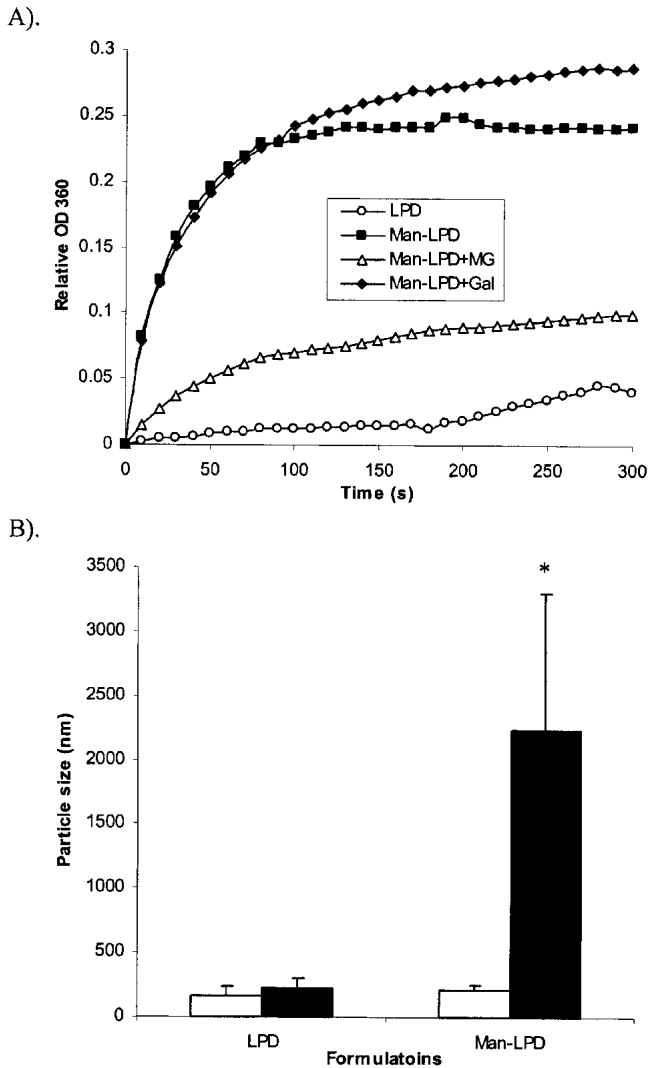 A).
0.3
0.25
0.2
0.15
0.1
0.05
0
Relative OD 360
LPD
Man-LPD
Man-LPD+MG
Man-LPD+Gal
0 50 100 150 200 250 300
Time (s)
B).
3500
3000
2500
2000
1500
1000
500
0
Particle size (nm)
*
LPD Man-LPD
Formulatoins